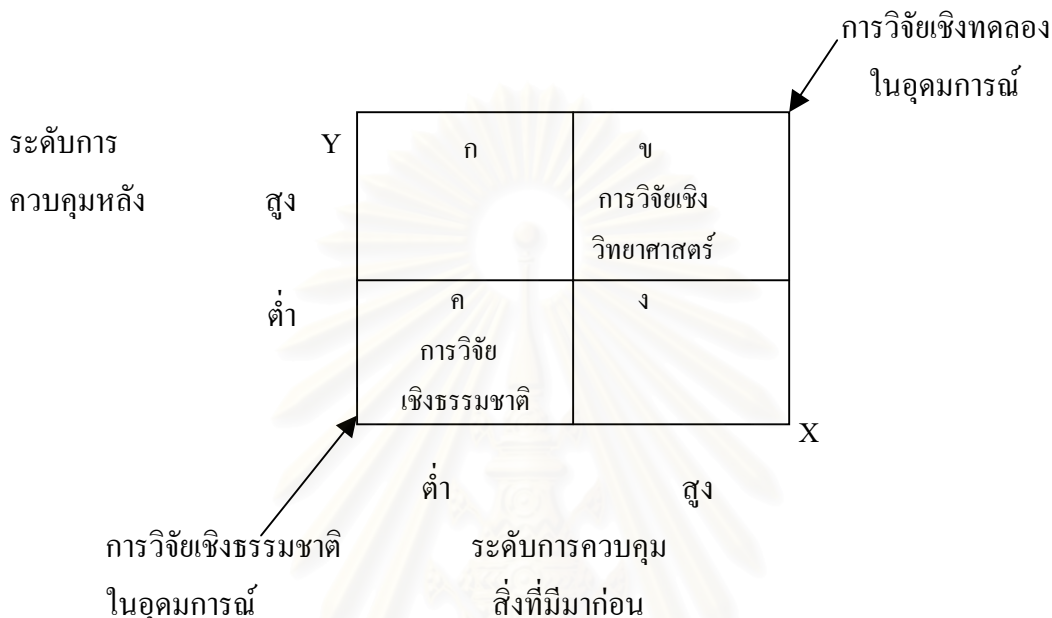 การวิจัยเชิงทดลอง
ในอุดมการณ์
ระดับการ
ควบคุมหลัง
Y
สูง
ต่ำ
ก
ข
การวิจัยเชิง
วิทยาศาสตร์
ค
การวิจัย
เชิงธรรมชาติ
ง
X
ต่ำ
สูง
การวิจัยเชิงธรรมชาติ
ในอุดมการณ์
ระดับการควบคุม
สิ่งที่มีมาก่อน